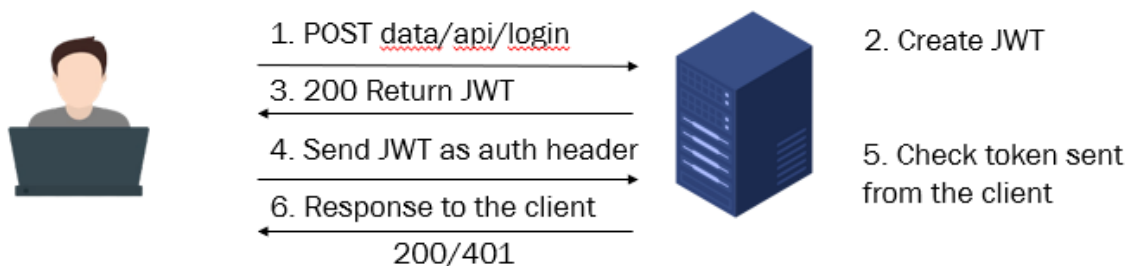 1. POST data/api/login
2. Create JWT
3. 200 Return JWT
4. Send JWT as auth header
5. Check token sent
from the client
6. Response to the client
200/401